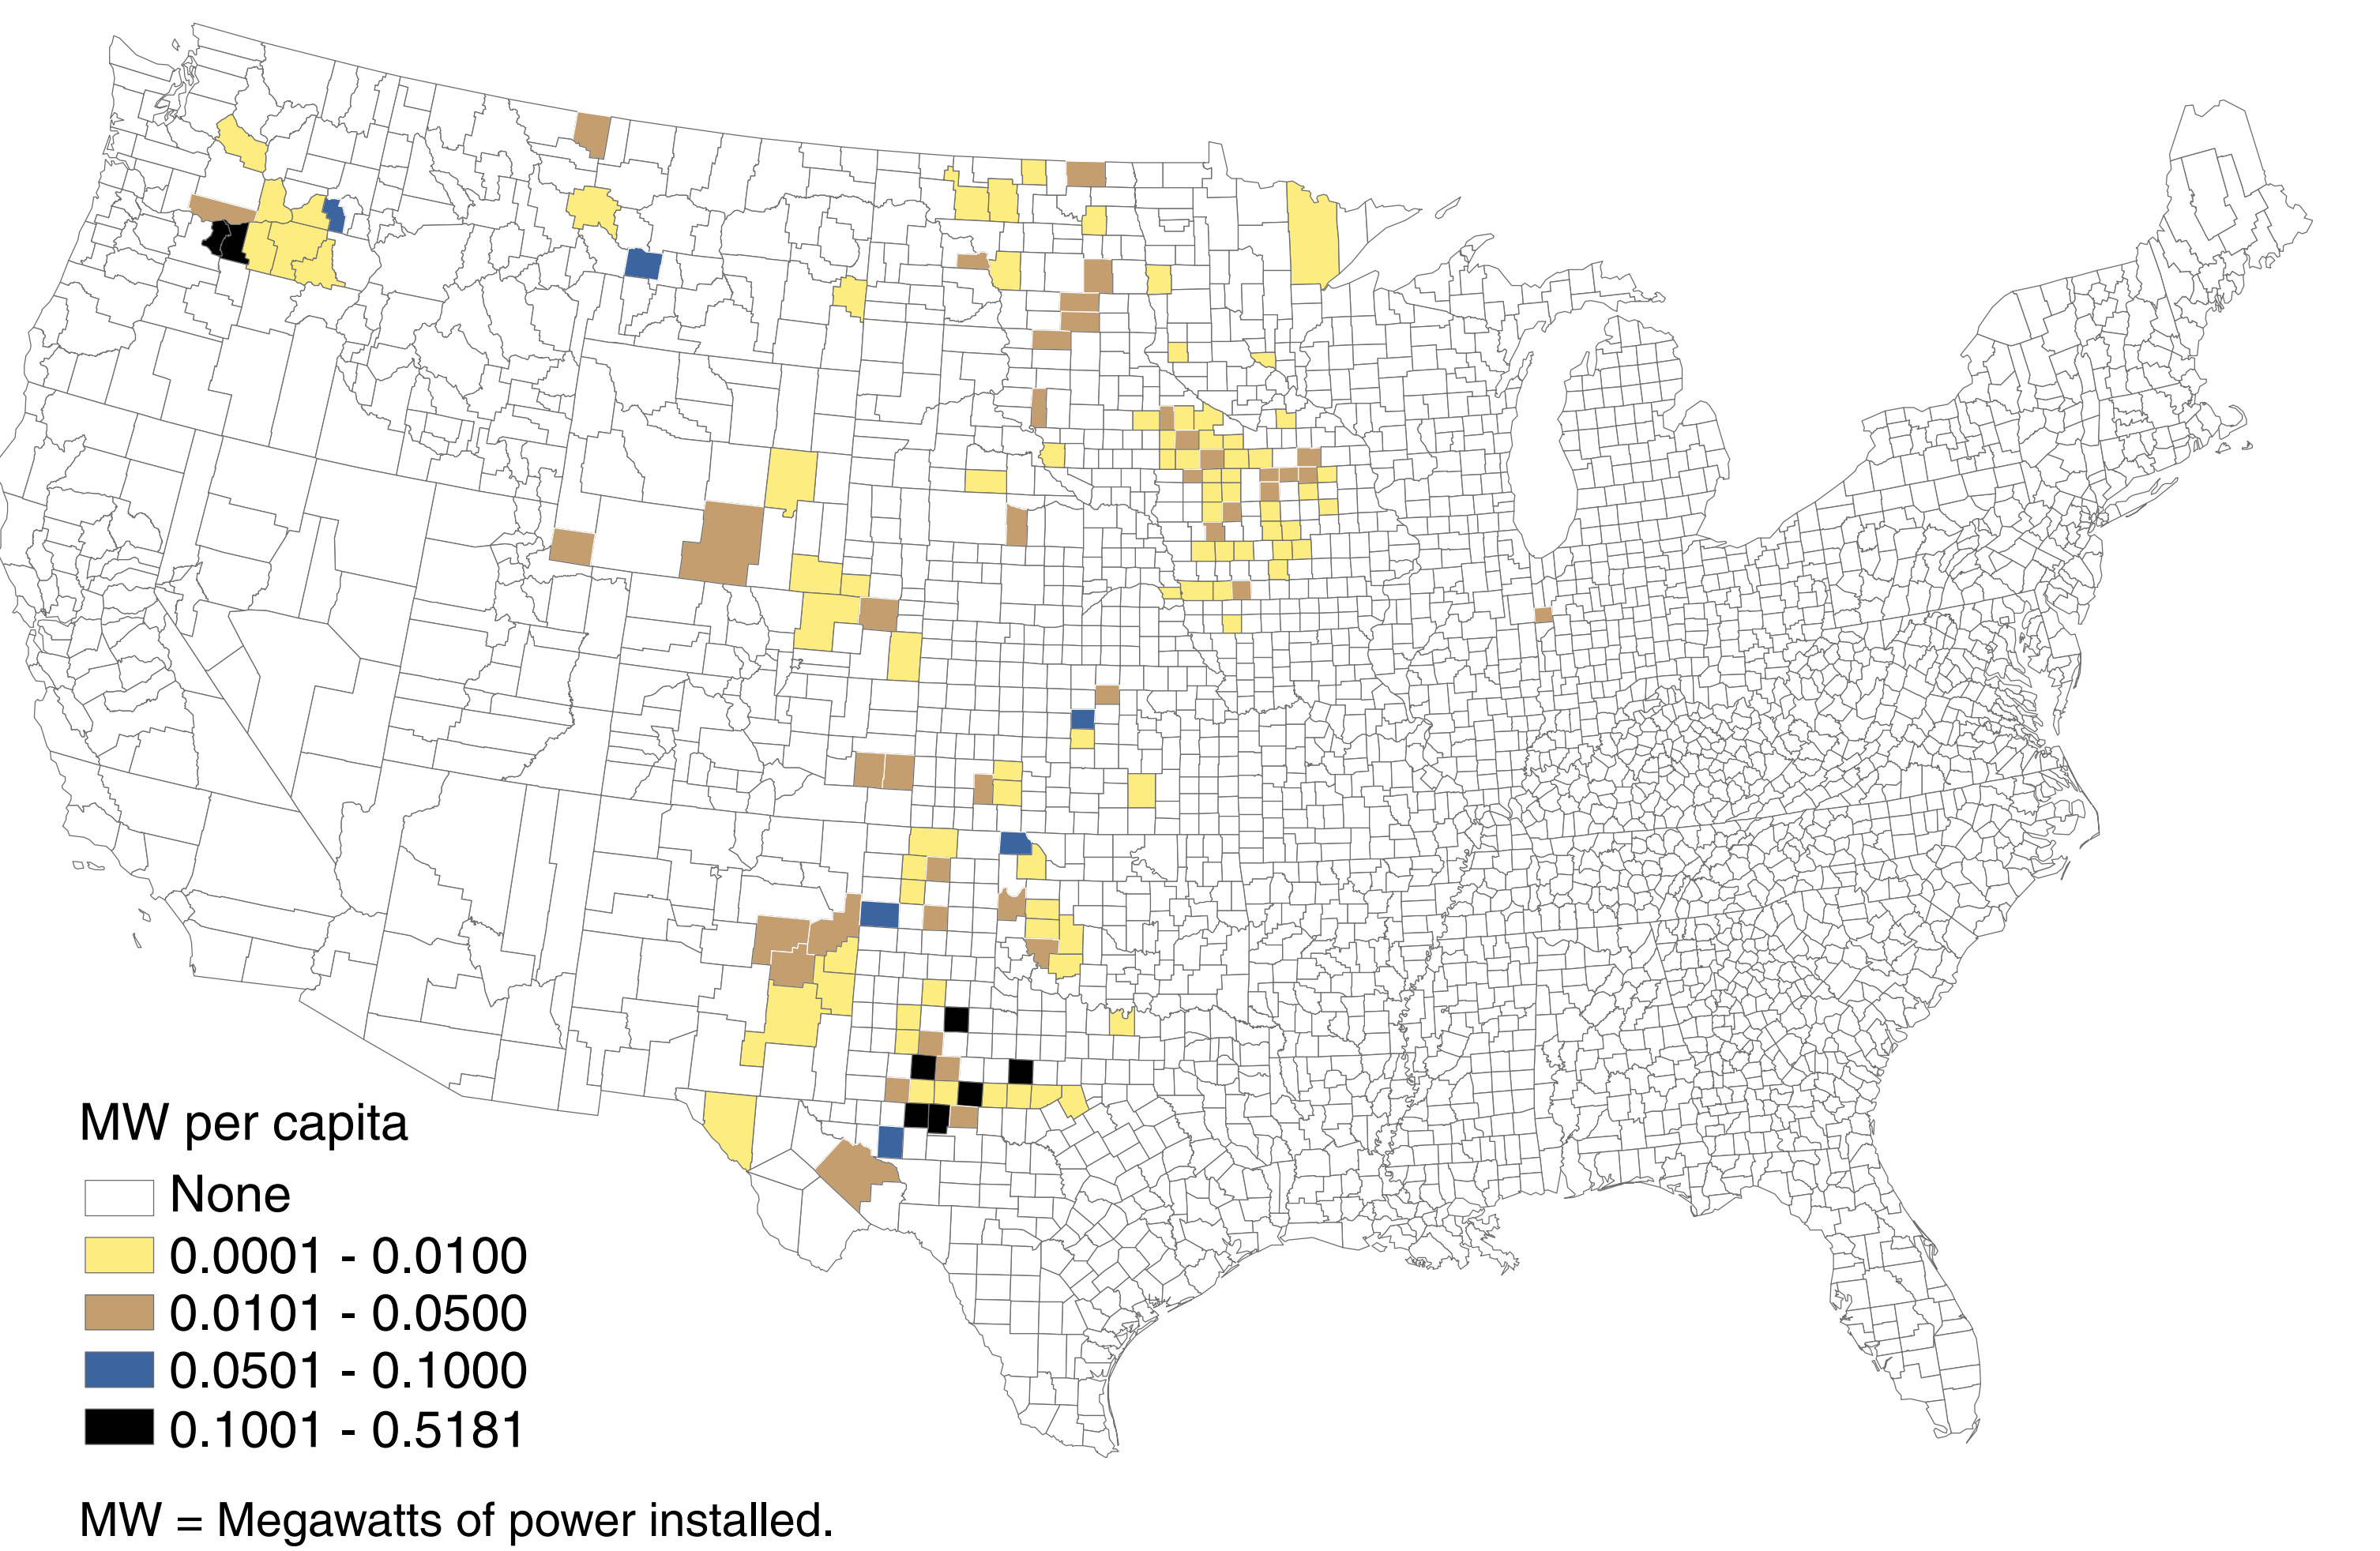 MW per capita
None
0.0001 - 0.0100
0.0101 - 0.0500
0.0501 - 0.1000
0.1001 - 0.5181
MW = Megawatts of power installed.